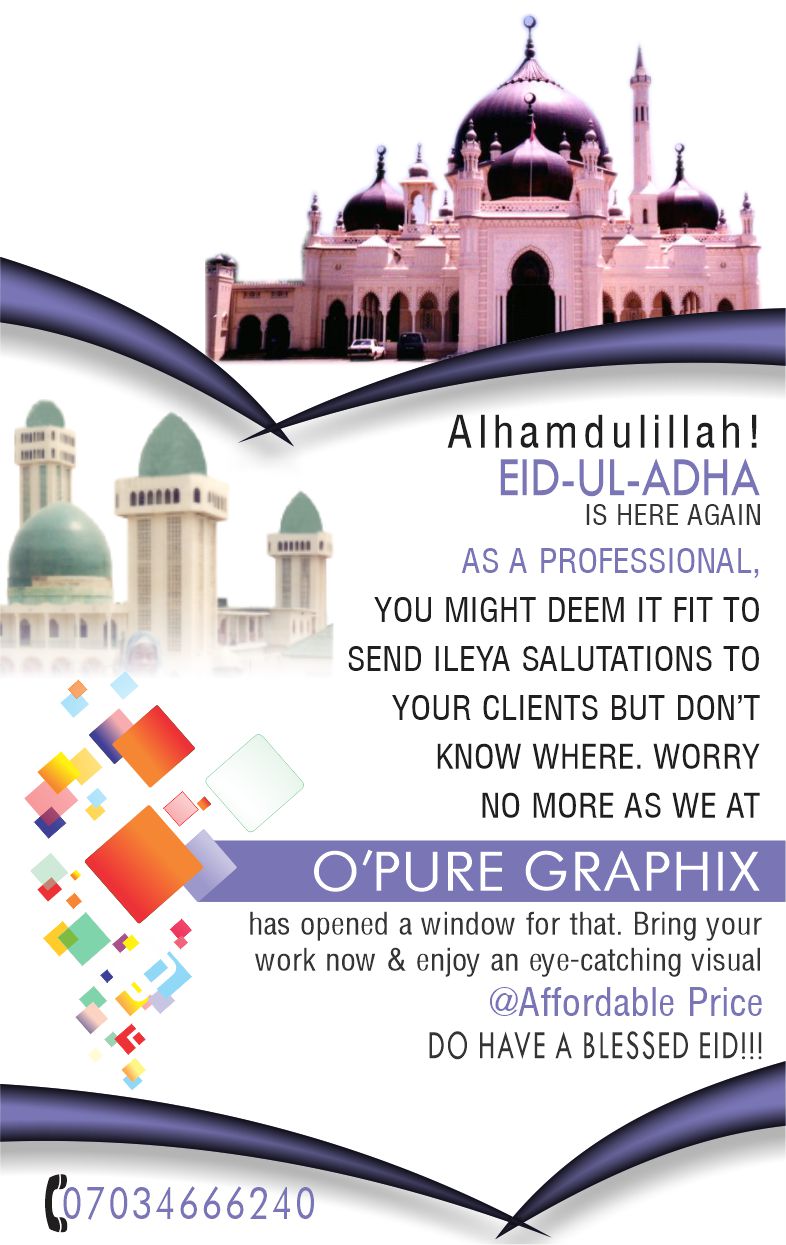 Alhamdulillah!
EID-UL-ADHA
IS HERE AGAIN
AS A PROFESSIONAL,
YOU MIGHT DEEM IT FIT TO
SEND ILEYA SALUTATIONS TO
YOUR CLIENTS BUT DON'T
KNOW WHERE. WORRY
NO MORE AS WE AT
O'PURE GRAPHIX
has opened a window for that. Bring your
work now & enjoy an eye-catching visual
@Affordable Price
DO HAVE A BLESSED EID!!!
07034666240